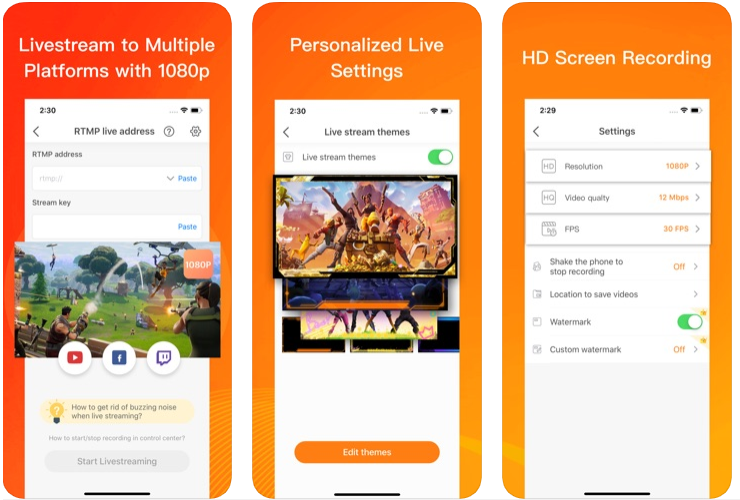 Livestream to Multiple
Platforms with 1080p
2:30
RTMP live address
RTMP address
rtmp://
Paste
Stream key
Paste
1080P
How to get rid of buzzing noise
when live streaming?
How to start/stop recording in control center?
Start Livestreaming
Personalized Live
Settings
2:30
Live stream themes
Live stream themes
Edit themes
HD Screen Recording
2:29
Settings
HD Resolution 1080P
HQ Video qualty 12 Mbps
FPS 30 FPS
Shake the phone to
stop recording Off
Location to save videos
Watermark
Custom watermark Off